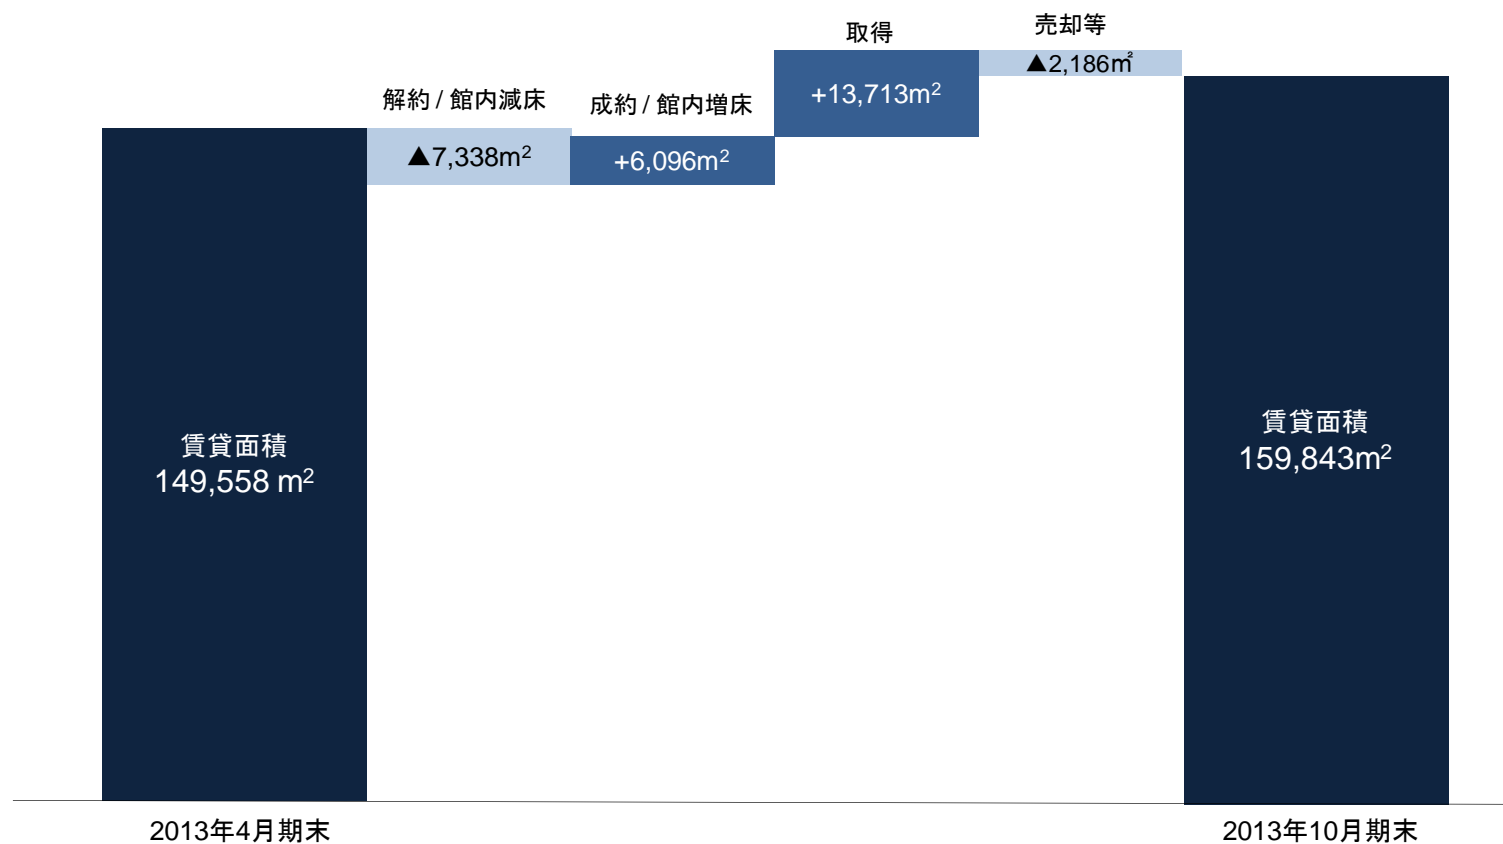 取得
売却等
解約 / 館内減床
成約 / 館内増床
+13,713m²
▲2,186㎡
▲7,338m²
+6,096m²
賃貸面積
149,558 m²
賃貸面積
159,843m²
2013年4月期末
2013年10月期末